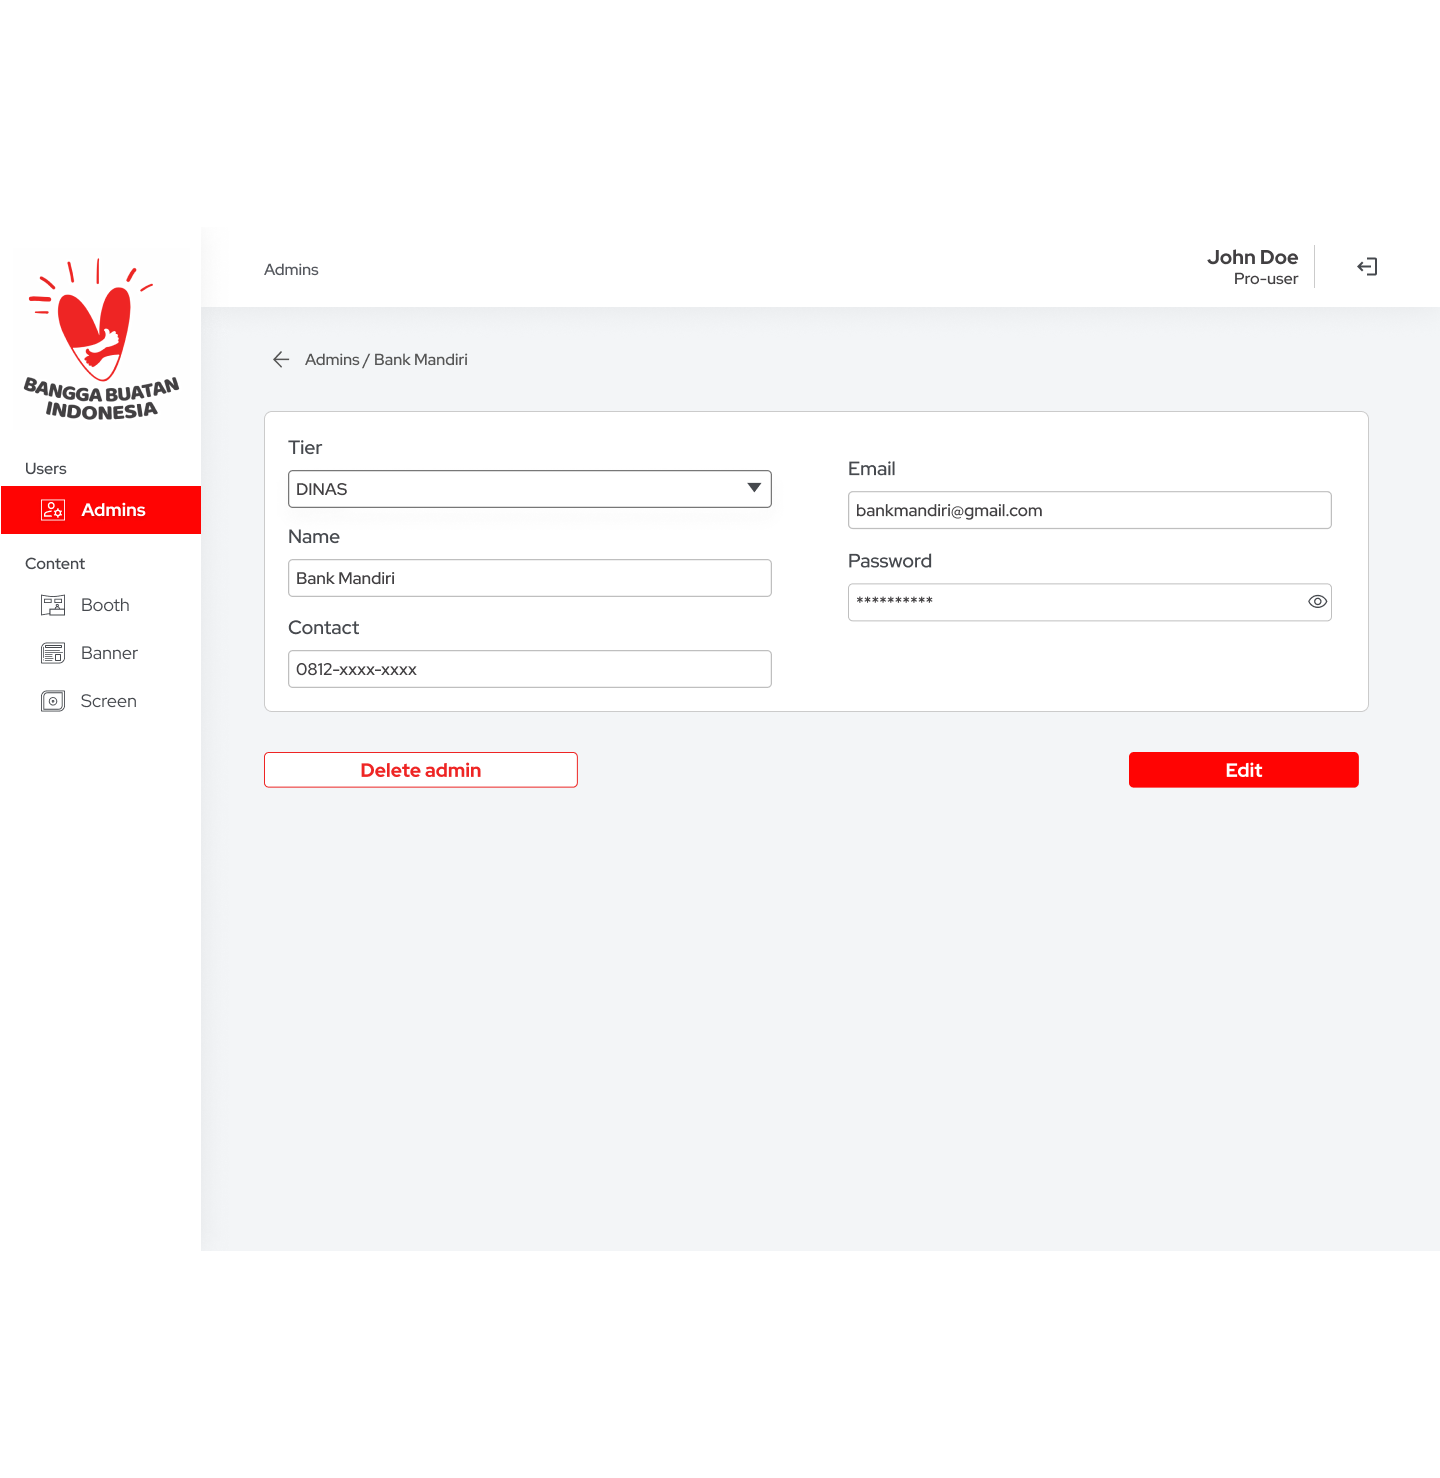 BANGGA BUATAN
INDONESIA
Users
Admins
Content
Booth
Banner
Screen
Admins
John Doe
Pro-user
Admins / Bank Mandiri
Tier
DINAS
Name
Bank Mandiri
Contact
0812-xxxx-xxxx
Email
bankmandiri@gmail.com
Password
**********
Delete admin
Edit